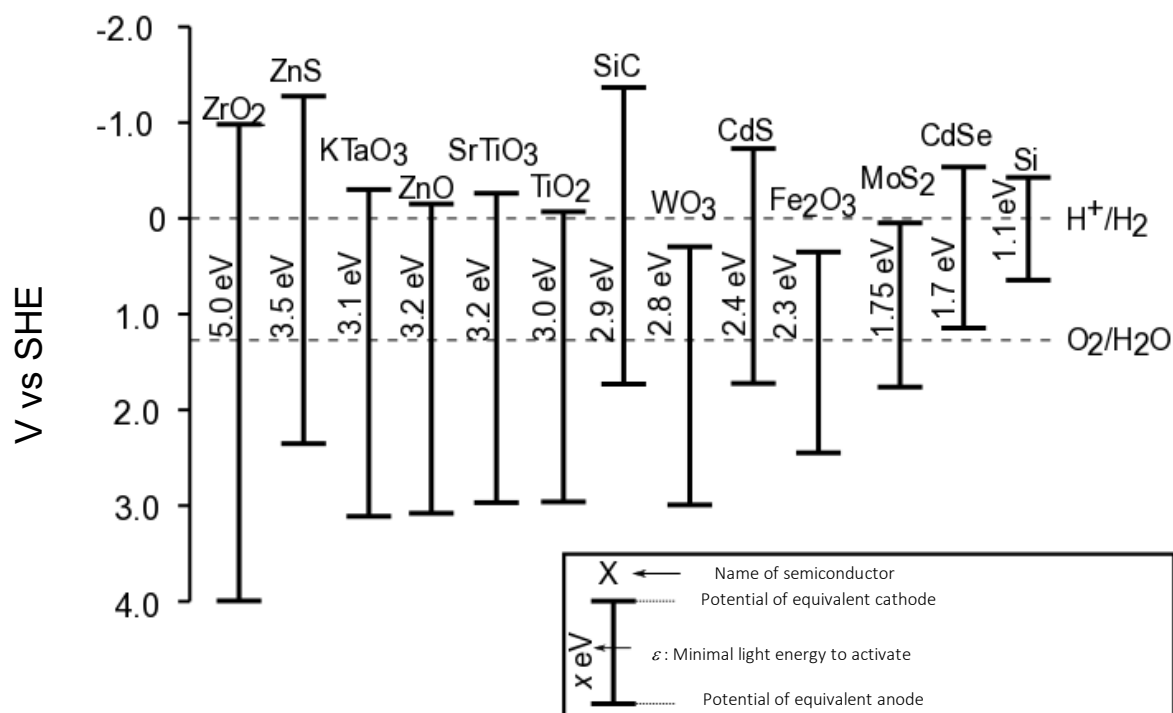 V vs SHE
-2.0
-1.0
0
1.0
2.0
3.0
4.0
ZrO2
5.0 eV
ZnS
3.5 eV
KTaO3
3.1 eV
ZnO
3.2 eV
SrTiO3
3.2 eV
TiO2
3.0 eV
SiC
2.9 eV
WO3
2.8 eV
CdS
2.4 eV
Fe2O3
2.3 eV
MoS2
1.75 eV
CdSe
1.7 eV
Si
1.1 eV
H+/H2
O2/H2O
X Name of semiconductor
Potential of equivalent cathode
x eV ε : Minimal light energy to activate
Potential of equivalent anode